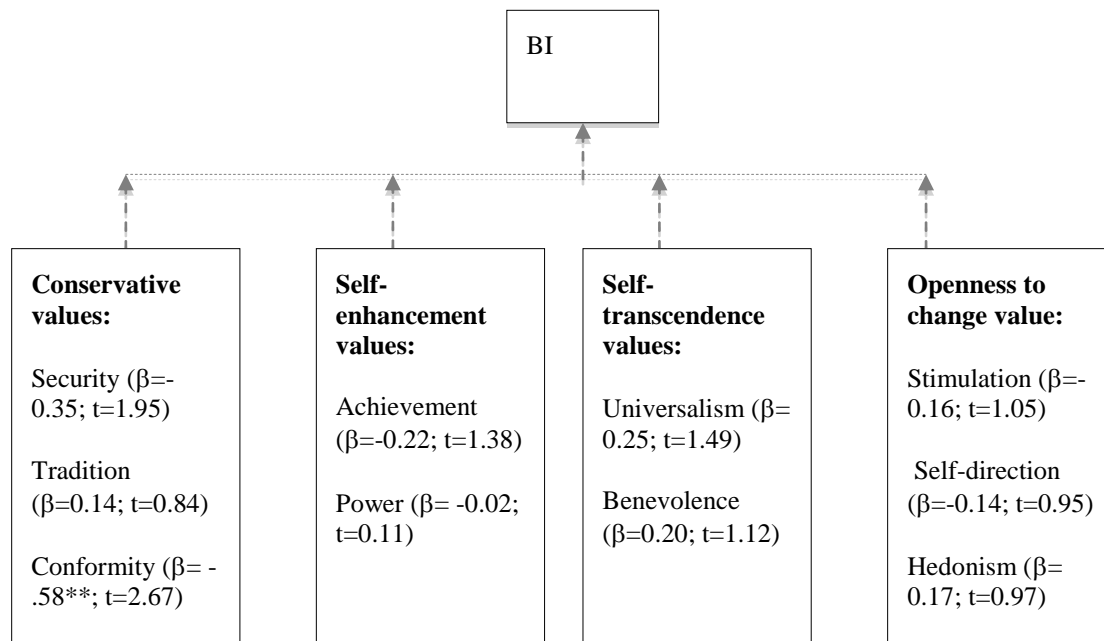 BI
Conservative
values:
Security (β=-
0.35; t=1.95)
Tradition
(β=0.14; t=0.84)
Conformity (β= -
.58**; t=2.67)
Self-
enhancement
values:
Achievement
(β=-0.22; t=1.38)
Power (β= -0.02;
t=0.11)
Self-
transcendence
values:
Universalism (β=
0.25; t=1.49)
Benevolence
(β=0.20; t=1.12)
Openness to
change value:
Stimulation (β=-
0.16; t=1.05)
Self-direction
(β=-0.14; t=0.95)
Hedonism (β=
0.17; t=0.97)